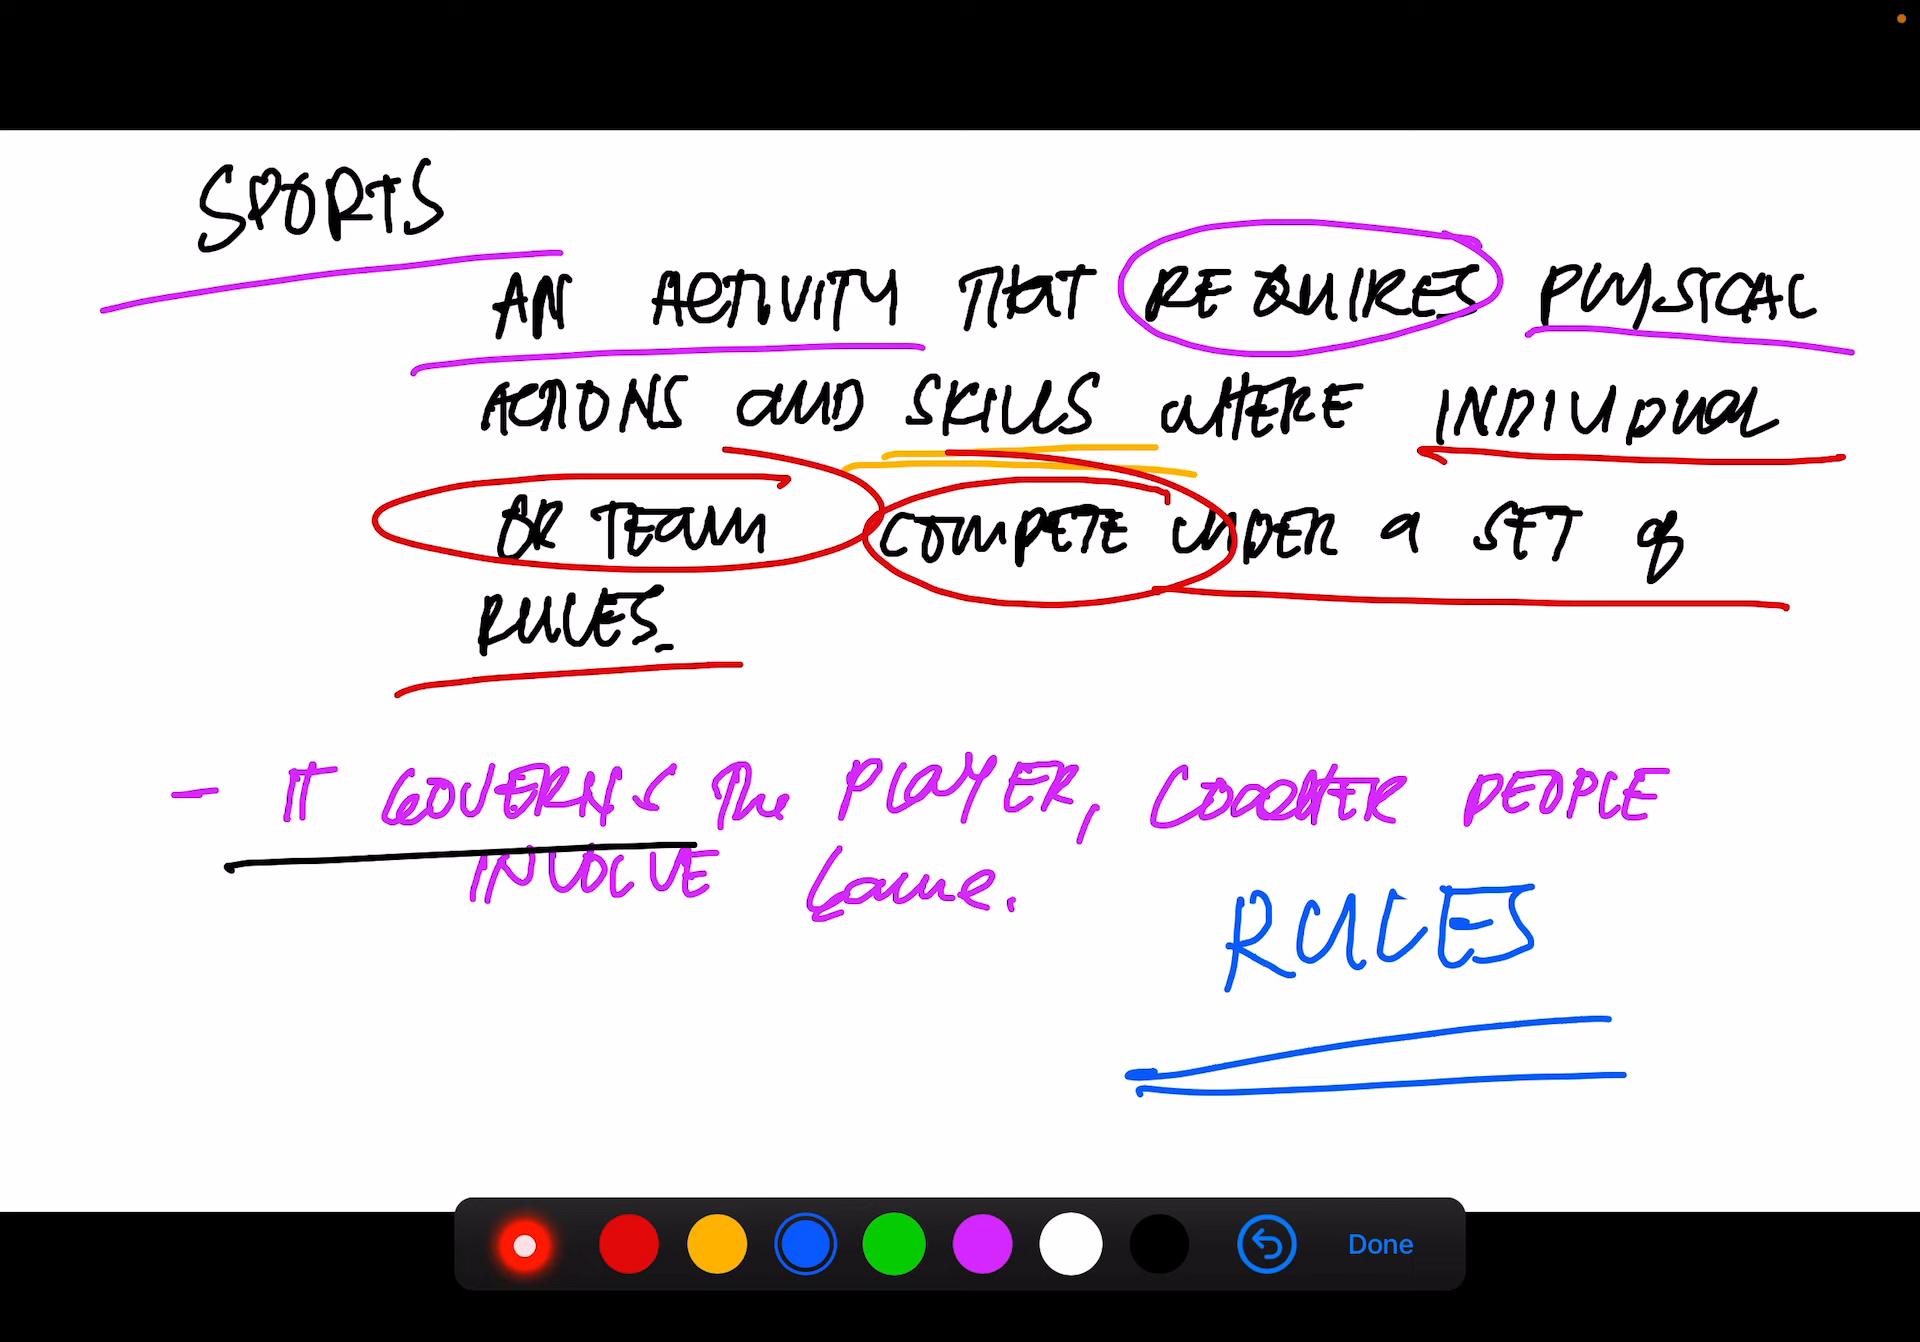 SPORTS
AN ACTIVITY THAT REQUIRES PHYSICAL
ACTIONS AND SKILLS WHERE INDIVIDUAL
OR TEAM COMPETE UNDER A SET OF
RULES.
- IT GOVERNS The PLAYER, PEOPLE
INVOLVE Game.
RULES
Done